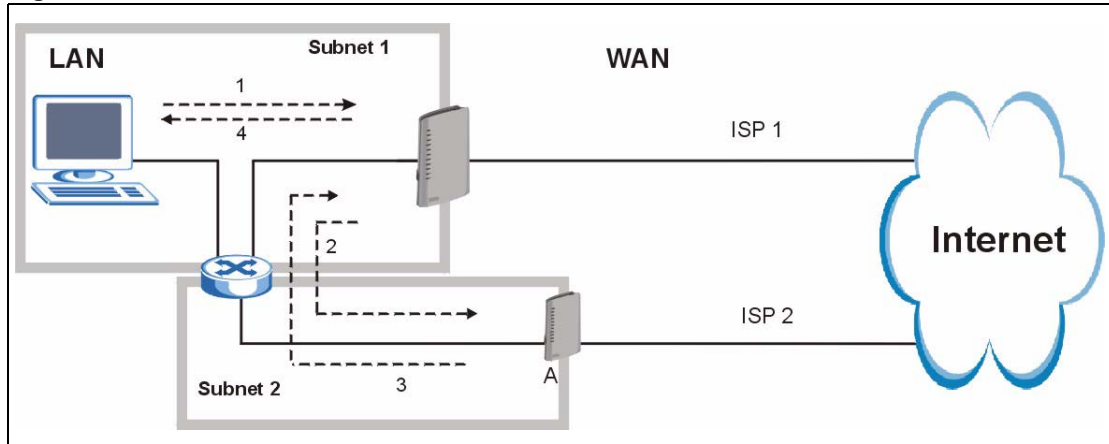 LAN
Subnet 1
WAN
1
4
ISP 1
2
Internet
ISP 2
3
A
Subnet 2